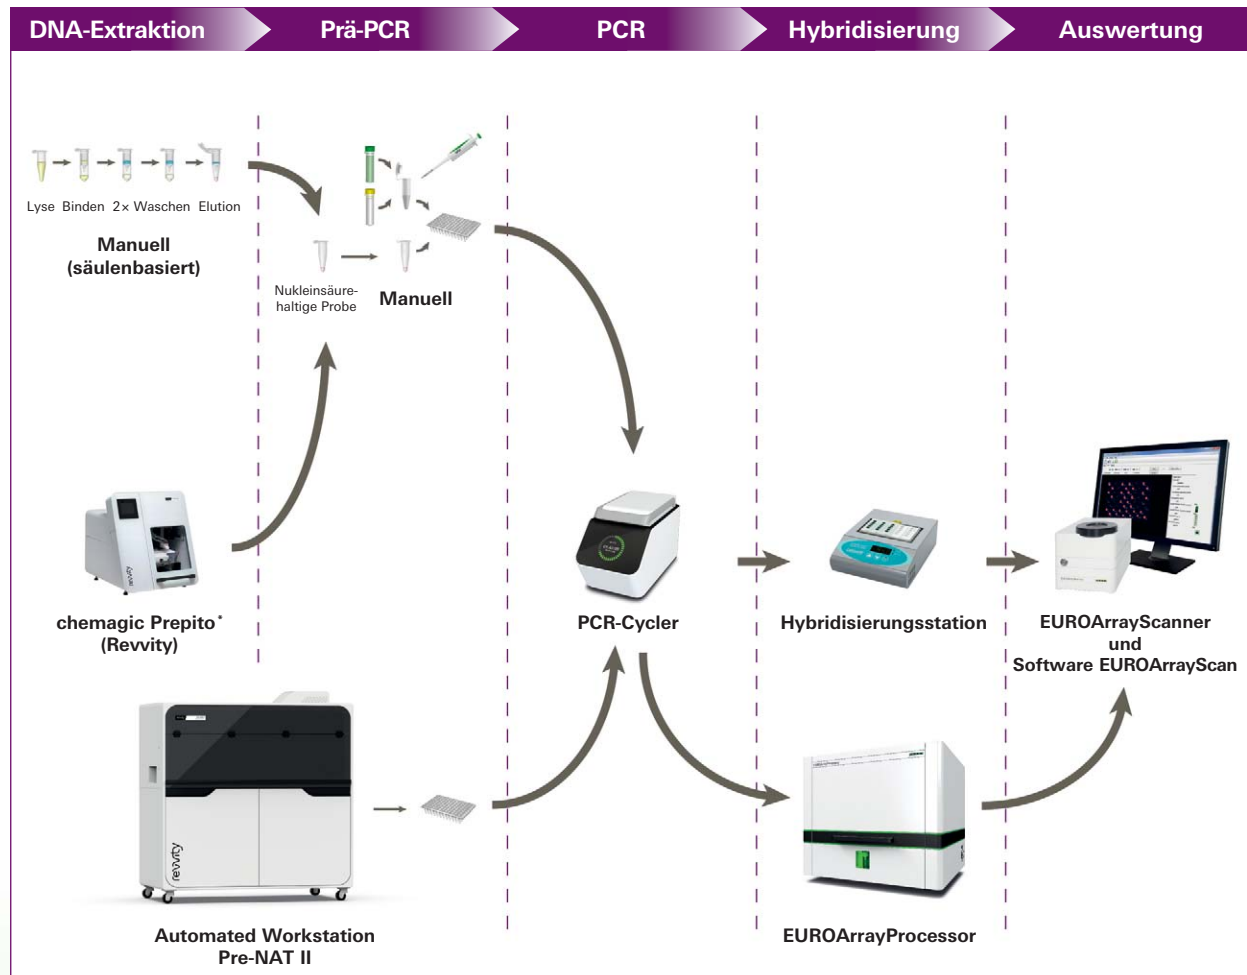 DNA-Extraktion
Prä-PCR
PCR
Hybridisierung
Auswertung
Lyse Binden 2x Waschen Elution
Manuell
(säulenbasiert)
Nukleinsäure-
haltige Probe
Manuell
revvity
chemagic Prepito*
(Revvity)
PCR-Cycler
Hybridisierungsstation
EUROArrayScanner
und
Software EUROArrayScan
revvity
Automated Workstation
Pre-NAT II
EUROArrayProcessor